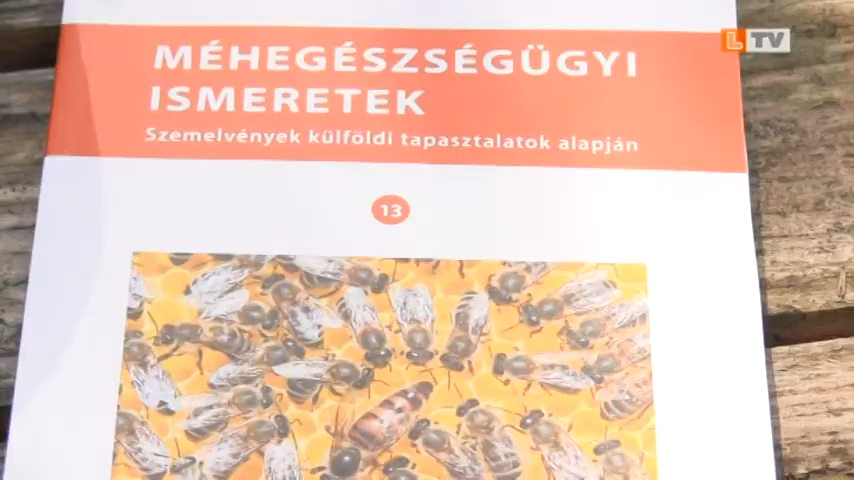 LTV
MÉHEGÉSZSÉGÜGYI
ISMERETEK
Szemelvények külföldi tapasztalatok alapján
13